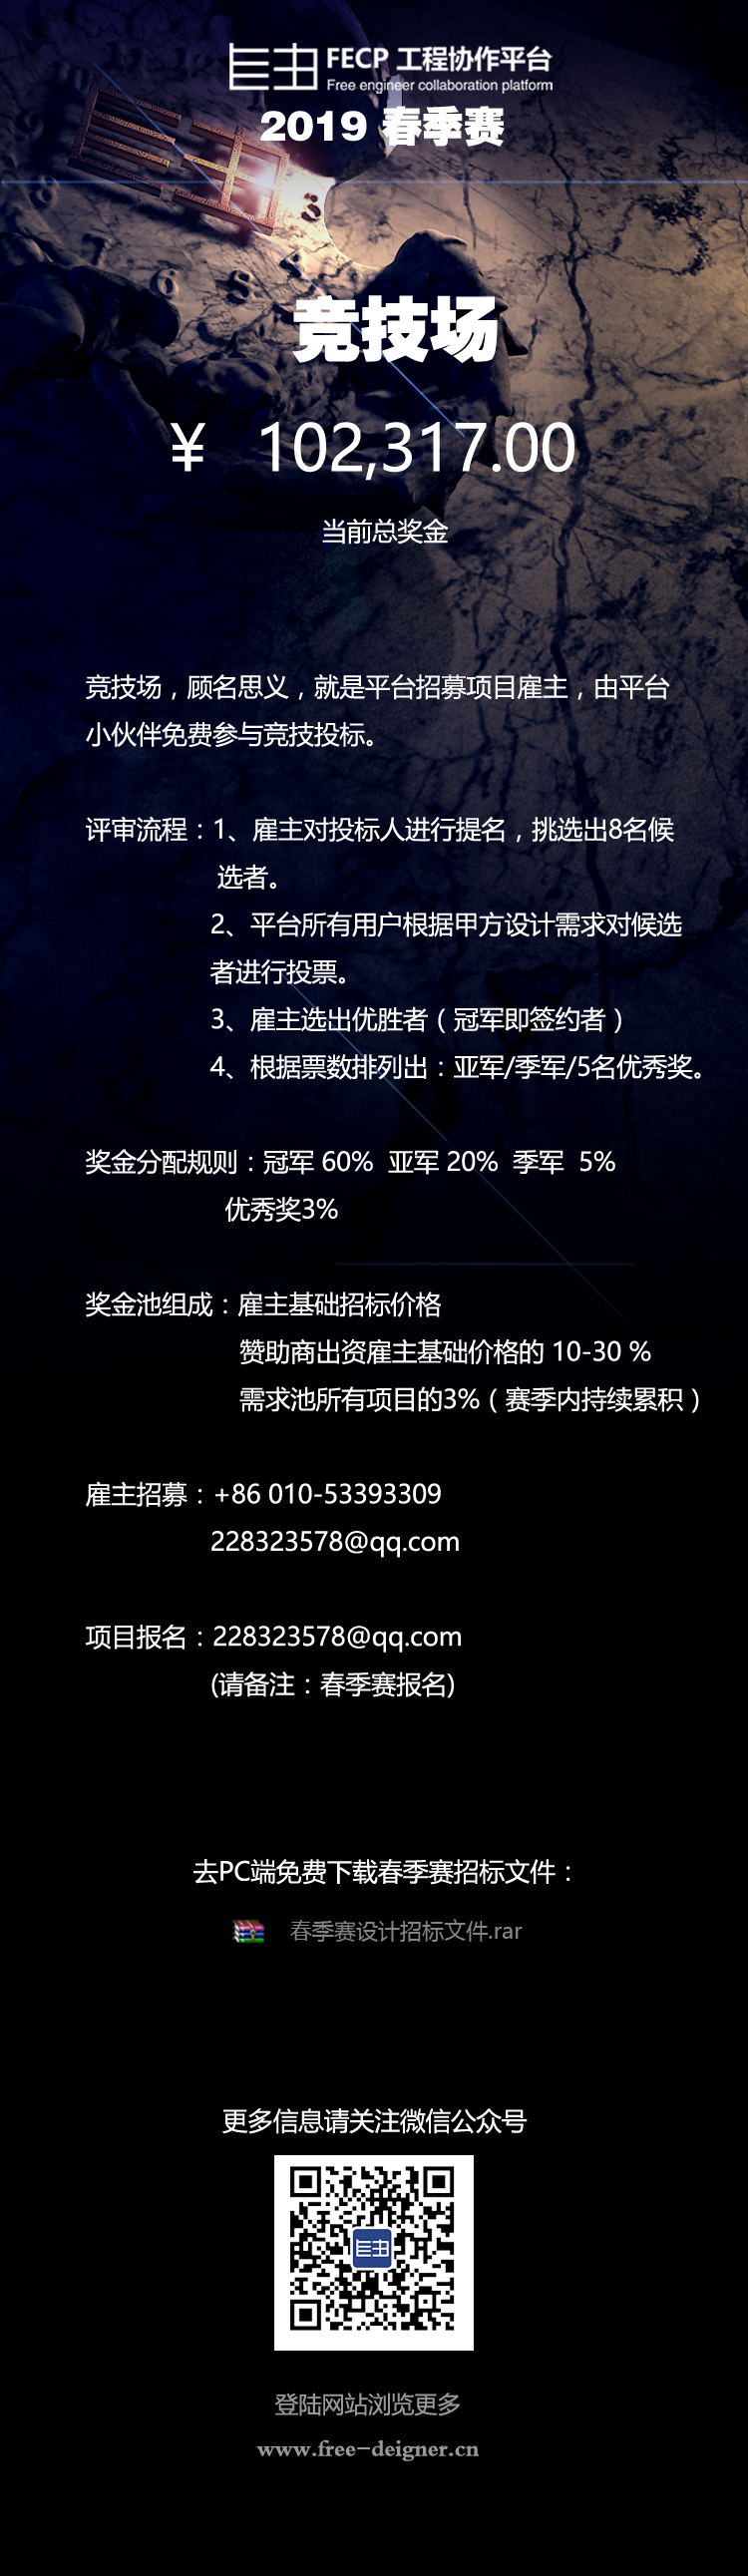 FECP 工程协作平台
Free engineer collaboration platform
2019 春季赛
竞技场
¥ 102,317.00
当前总奖金
竞技场，顾名思义，就是平台招募项目雇主，由平台
小伙伴免费参与竞技投标。
评审流程：1、雇主对投标人进行提名，挑选出8名候
选者。
2、平台所有用户根据甲方设计需求对候选
者进行投票。
3、雇主选出优胜者（冠军即签约者）
4、根据票数排列出：亚军/季军/5名优秀奖。
奖金分配规则：冠军 60% 亚军 20% 季军 5%
优秀奖3%
奖金池组成：雇主基础招标价格
赞助商出资雇主基础价格的 10-30 %
需求池所有项目的3%（赛季内持续累积）
雇主招募：+86 010-53393309
228323578@qq.com
项目报名：228323578@qq.com
(请备注：春季赛报名)
去PC端免费下载春季赛招标文件：
春季赛设计招标文件.rar
更多信息请关注微信公众号
登陆网站浏览更多
www.free-deigner.cn